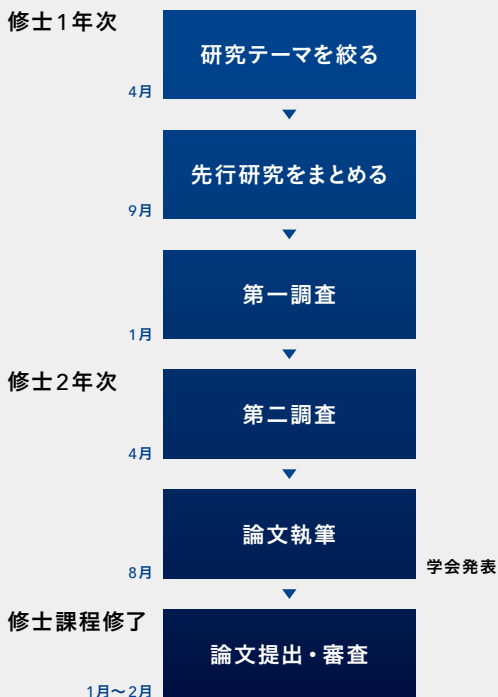 修士1年次
研究テーマを絞る
4月
先行研究をまとめる
9月
第一調査
1月
修士2年次
第二調査
4月
論文執筆
8月
学会発表
修士課程修了
論文提出・審査
1月〜2月